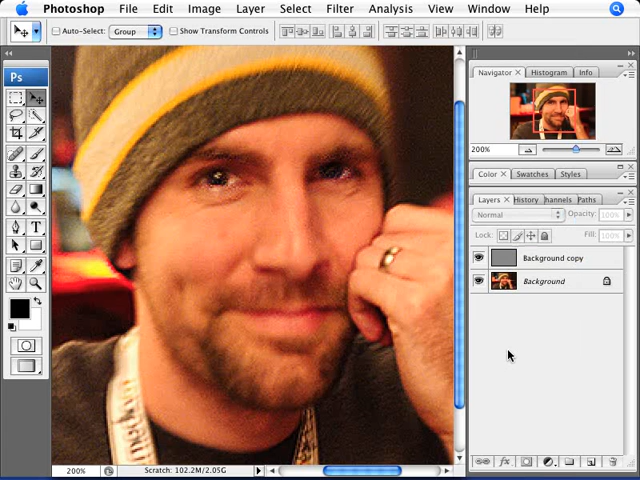 Photoshop File Edit Image Layer Select Filter Analysis View Window Help
Auto-Select: Group Show Transform Controls
Ps
Navigator × Histogram Info
200%
Color × Swatches Styles
Layers × History hannels Paths
Normal Opacity: 100%
Lock: Fill: 100%
Background copy
Background
T
200% Scratch: 102.2M/2.05G
fx